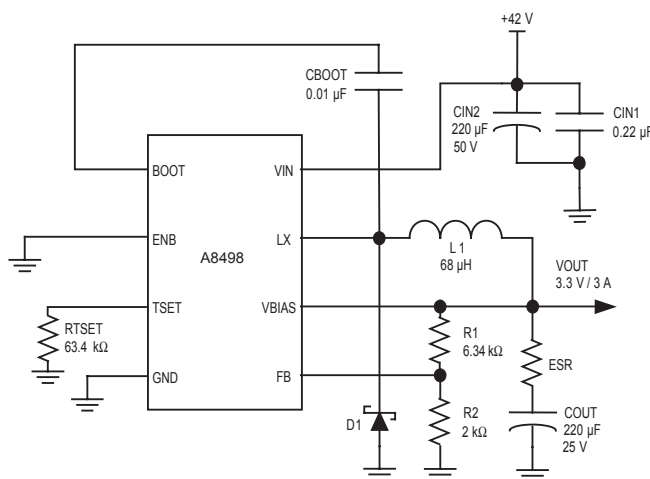 +42 V
CBOOT
0.01 µF
CIN2
220 µF
50 V
CIN1
0.22 µF
BOOT
VIN
ENB
LX
A8498
L1
68 µH
VOUT
3.3 V / 3 A
TSET
VBIAS
RTSET
63.4 kΩ
R1
6.34 kΩ
ESR
GND
FB
D1
R2
2 kΩ
COUT
220 µF
25 V